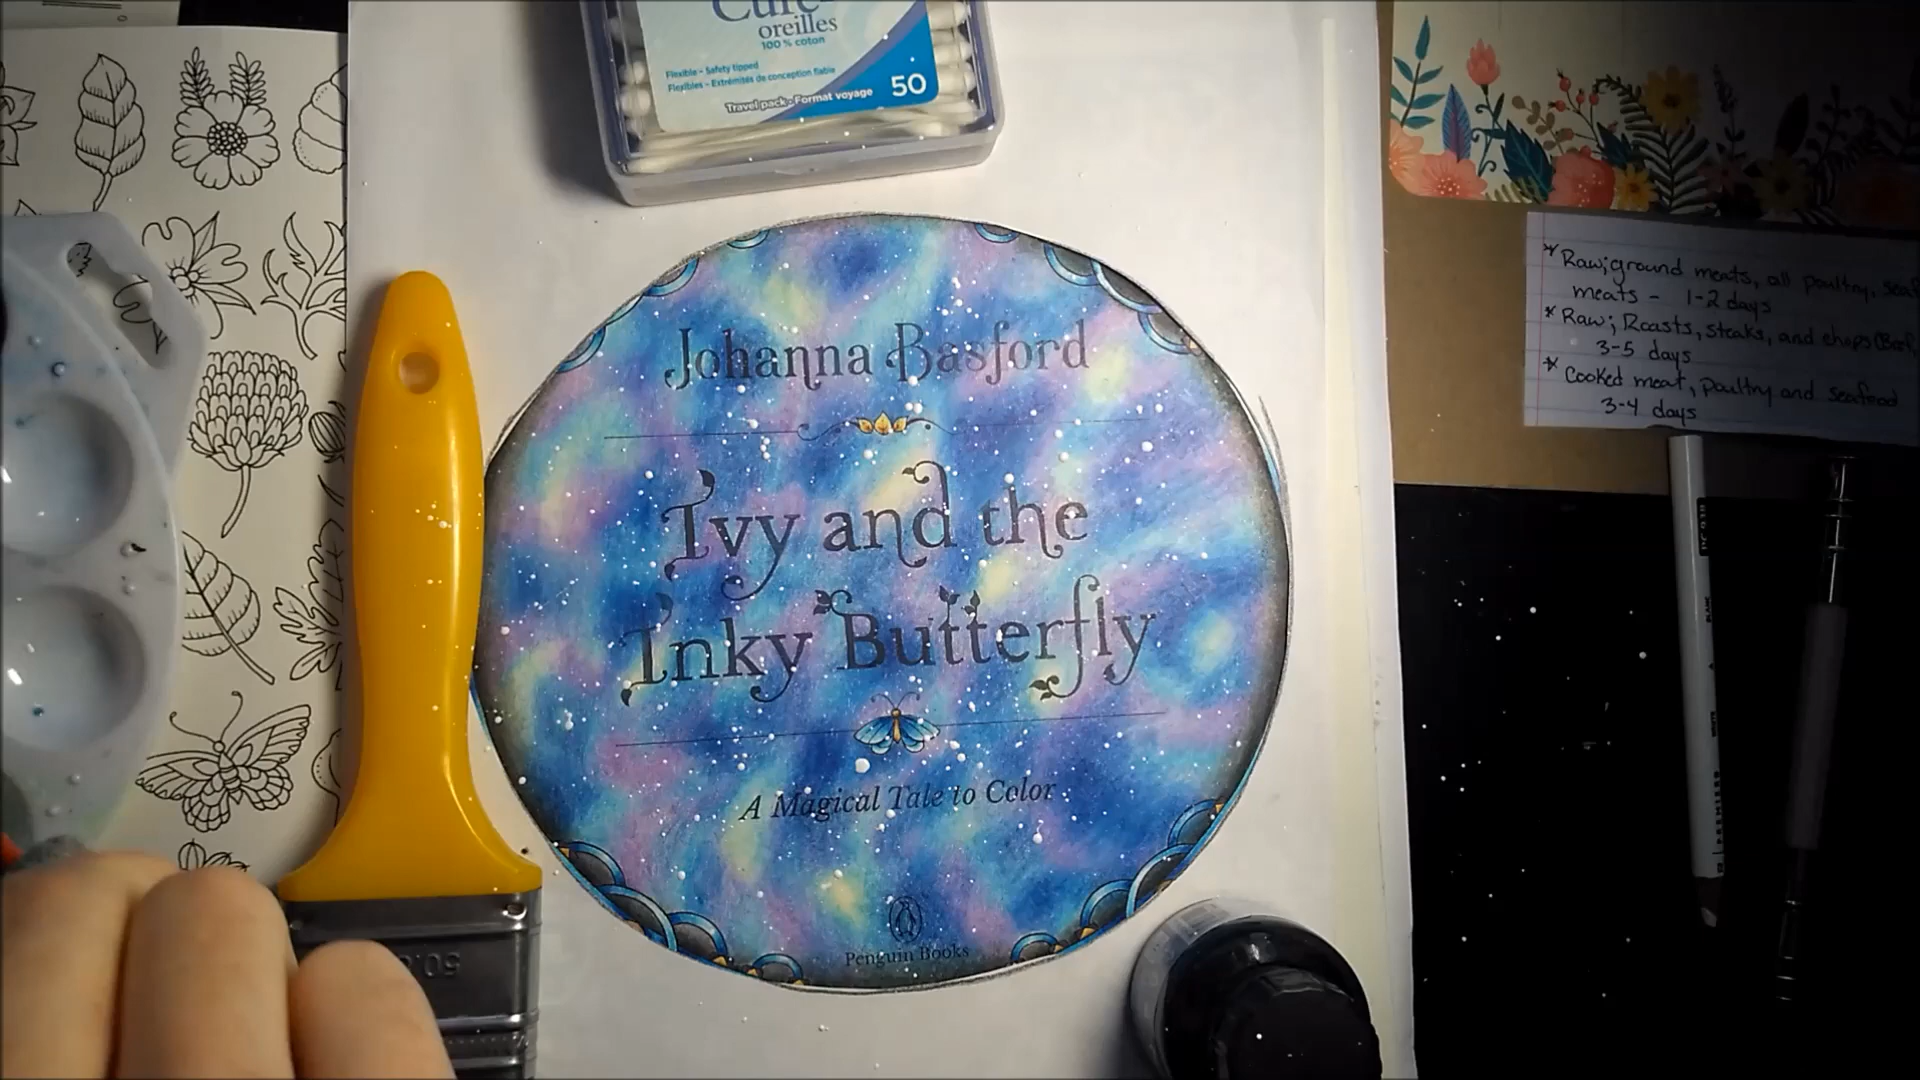 oreilles
100 % coton
Flexible - Safety tipped
Flexibles - Extrémités de conception fiable
Travel pack • Format voyage
50
Johanna Basford
Ivy and the
Inky Butterfly
A Magical Tale to Color
Penguin Books
* Raw; ground meats, all poultry,
meats - 1-2 days
* Raw; Roasts, steaks, and chops
3-5 days
* Cooked meat, poultry and seafood
3-4 days
PREMIER